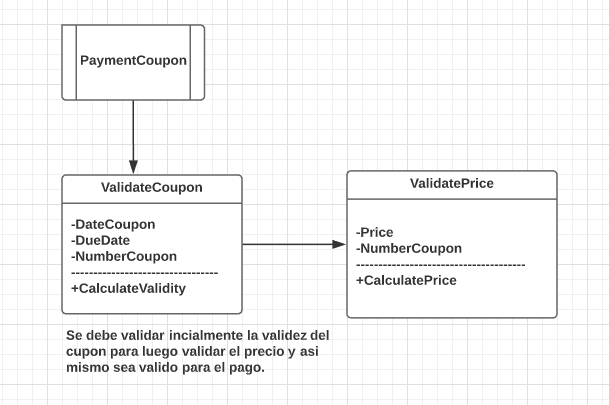 PaymentCoupon
ValidateCoupon
-DateCoupon
-DueDate
-NumberCoupon
---------------------------------
+CalculateValidity
ValidatePrice
-Price
-NumberCoupon
--------------------------------------
+CalculatePrice
Se debe validar incialmente la validez del
cupon para luego validar el precio y asi
mismo sea valido para el pago.